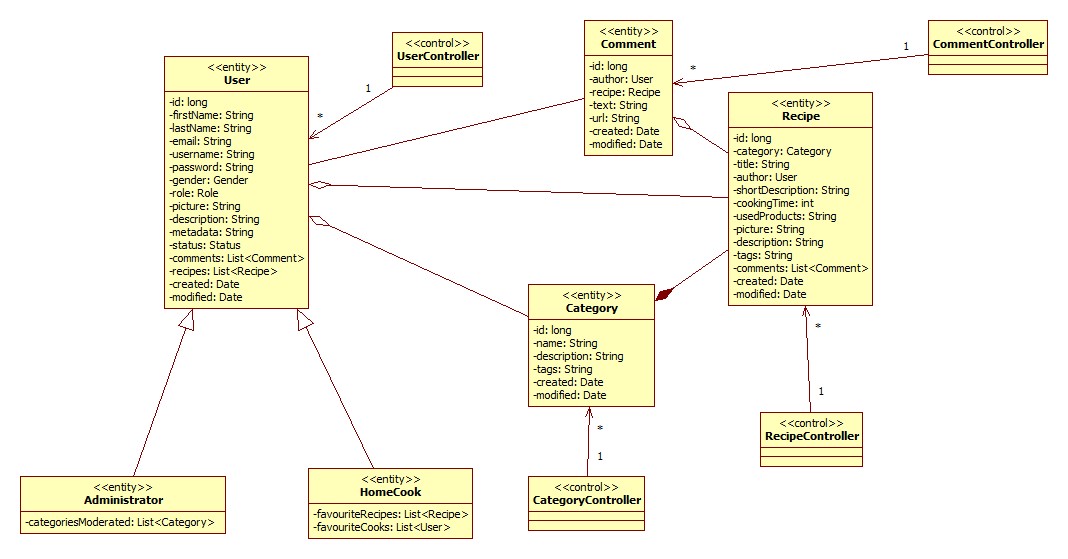 <<entity>>
User
-id: long
-firstName: String
-lastName: String
-email: String
-username: String
-password: String
-gender: Gender
-role: Role
-picture: String
-description: String
-metadata: String
-status: Status
-comments: List<Comment>
-recipes: List<Recipe>
-created: Date
-modified: Date
<<control>>
UserController
1
*
<<entity>>
Comment
-id: long
-author: User
-recipe: Recipe
-text: String
-url: String
-created: Date
-modified: Date
<<control>>
CommentController
1
*
<<entity>>
Recipe
-id: long
-category: Category
-title: String
-author: User
-shortDescription: String
-cookingTime: int
-usedProducts: String
-picture: String
-description: String
-tags: String
-comments: List<Comment>
-created: Date
-modified: Date
<<entity>>
Category
-id: long
-name: String
-description: String
-tags: String
-created: Date
-modified: Date
*
1
<<control>>
RecipeController
*
1
<<control>>
CategoryController
<<entity>>
Administrator
-categoriesModerated: List<Category>
<<entity>>
HomeCook
-favouriteRecipes: List<Recipe>
-favouriteCooks: List<User>